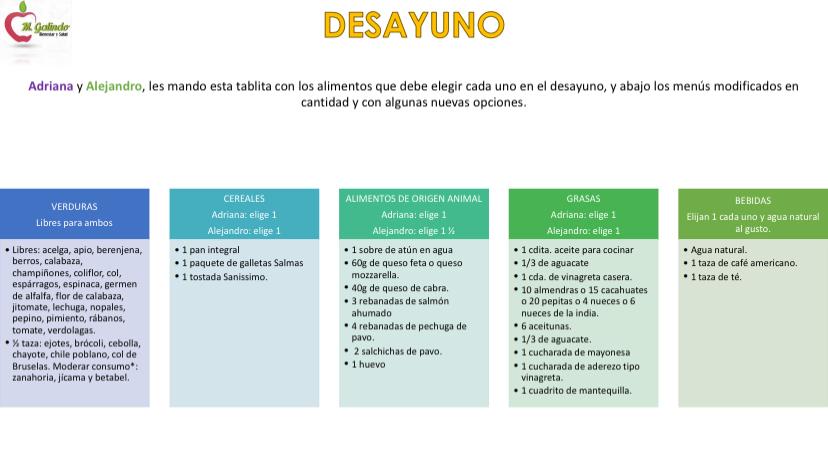 M. Galindo
Bienestar y Salud
DESAYUNO
Adriana y Alejandro, les mando esta tablita con los alimentos que debe elegir cada uno en el desayuno, y abajo los menús modificados en
cantidad y con algunas nuevas opciones.
VERDURAS
Libres para ambos
• Libres: acelga, apio, berenjena,
berros, calabaza,
champiñones, coliflor, col,
espárragos, espinaca, germen
de alfalfa, flor de calabaza,
jitomate, lechuga, nopales,
pepino, pimiento, rábanos,
tomate, verdolagas.
• ½ taza: ejotes, brócoli, cebolla,
chayote, chile poblano, col de
Bruselas. Moderar consumo*:
zanahoria, jícama y betabel.
CEREALES
Adriana: elige 1
Alejandro: elige 1
• 1 pan integral
• 1 paquete de galletas Salmas
• 1 tostada Sanissimo.
ALIMENTOS DE ORIGEN ANIMAL
Adriana: elige 1
Alejandro: elige 1 ½
• 1 sobre de atún en agua
• 60g de queso feta o queso
mozzarella.
• 40g de queso de cabra.
• 3 rebanadas de salmón
ahumado
• 4 rebanadas de pechuga de
pavo.
• 2 salchichas de pavo.
• 1 huevo
GRASAS
Adriana: elige 1
Alejandro: elige 1
• 1 cdita. aceite para cocinar
• 1/3 de aguacate
• 1 cda. de vinagreta casera.
• 10 almendras o 15 cacahuates
o 20 pepitas o 4 nueces o 6
nueces de la india.
• 6 aceitunas.
• 1/3 de aguacate.
• 1 cucharada de mayonesa
• 1 cucharada de aderezo tipo
vinagreta.
• 1 cuadrito de mantequilla.
BEBIDAS
Elijan 1 cada uno y agua natural
al gusto.
• Agua natural.
• 1 taza de café americano.
• 1 taza de té.